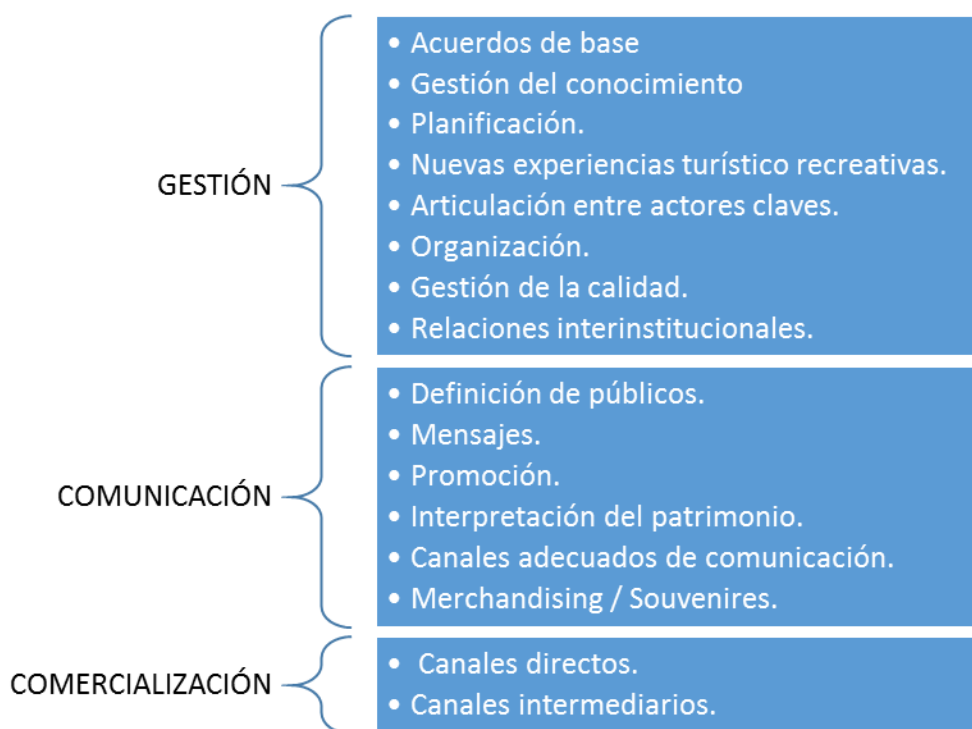 GESTIÓN
• Acuerdos de base
• Gestión del conocimiento
• Planificación.
• Nuevas experiencias turístico recreativas.
• Articulación entre actores claves.
• Organización.
• Gestión de la calidad.
• Relaciones interinstitucionales.
COMUNICACIÓN
• Definición de públicos.
• Mensajes.
• Promoción.
• Interpretación del patrimonio.
• Canales adecuados de comunicación.
• Merchandising / Souvenires.
COMERCIALIZACIÓN
• Canales directos.
• Canales intermediarios.